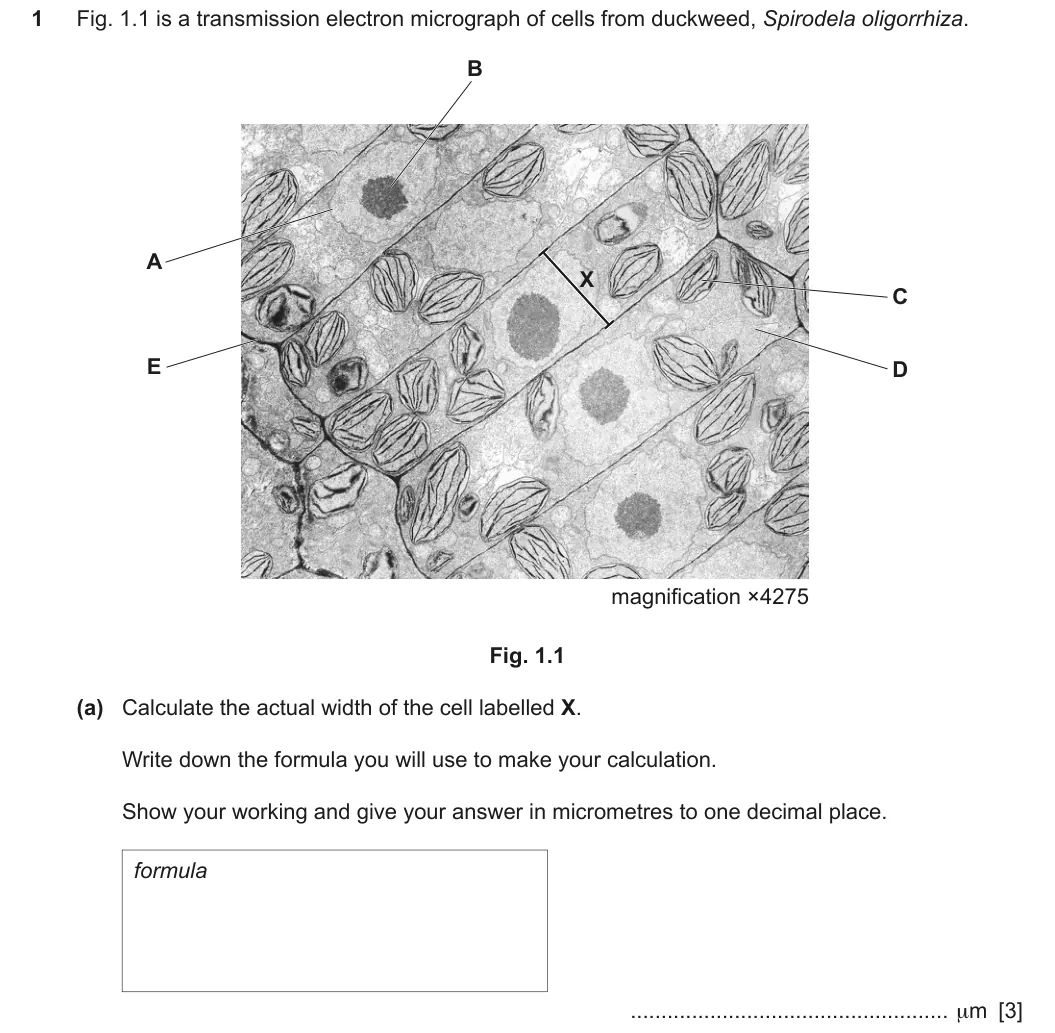 1 Fig. 1.1 is a transmission electron micrograph of cells from duckweed, Spirodela oligorrhiza.
B
A
X
C
E
D
magnification ×4275
Fig. 1.1
(a) Calculate the actual width of the cell labelled X.
Write down the formula you will use to make your calculation.
Show your working and give your answer in micrometres to one decimal place.
formula
.................................................... μm [3]